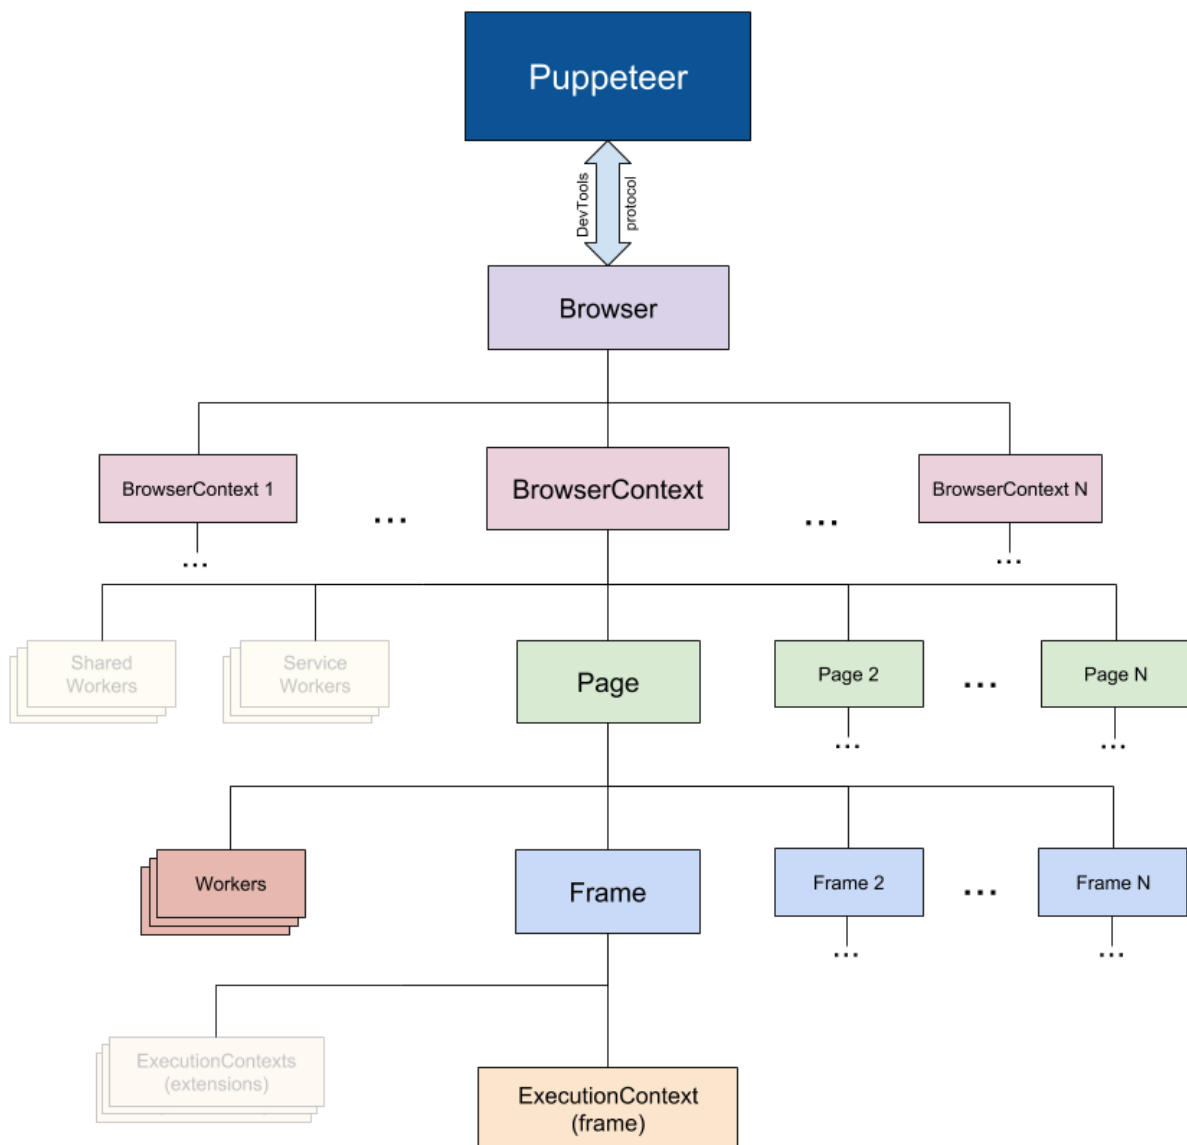 Puppeteer
DevTools
protocol
Browser
BrowserContext 1
...
BrowserContext
...
BrowserContext N
...
...
Shared
Workers
Service
Workers
Page
Page 2
...
Page N
...
...
Workers
Frame
Frame 2
...
Frame N
...
...
ExecutionContexts
(extensions)
ExecutionContext
(frame)